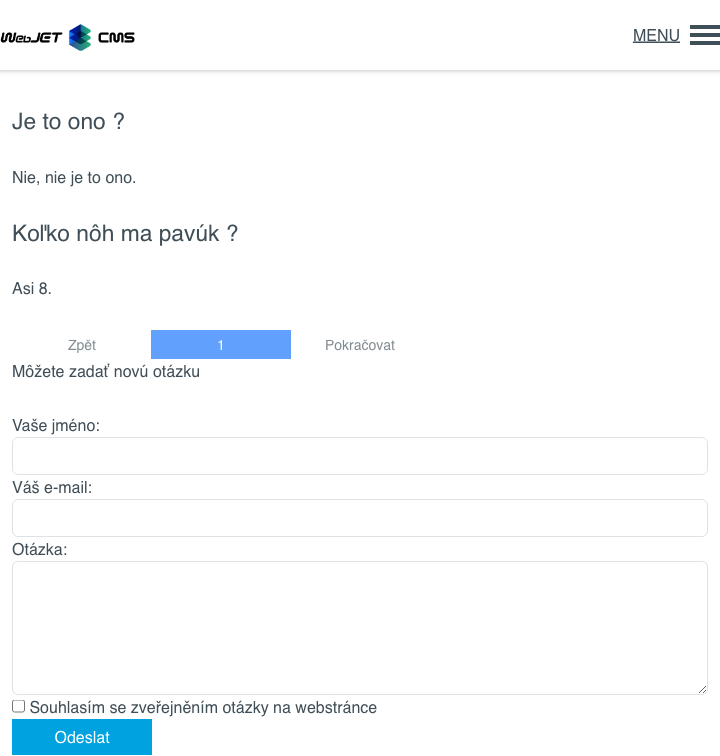 WebJET CMS
MENU
Je to ono ?
Nie, nie je to ono.
Koľko nôh ma pavúk ?
Asi 8.
Zpět 1 Pokračovat
Môžete zadať novú otázku
Vaše jméno:
Váš e-mail:
Otázka:
Souhlasím se zveřejněním otázky na webstránce
Odeslat